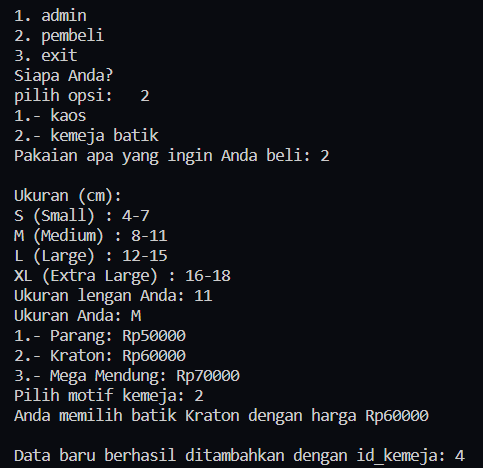 1. admin
2. pembeli
3. exit
Siapa Anda?
pilih opsi:   2
1.- kaos
2.- kemeja batik
Pakaian apa yang ingin Anda beli: 2
Ukuran (cm):
S (Small) : 4-7
M (Medium) : 8-11
L (Large) : 12-15
XL (Extra Large) : 16-18
Ukuran lengan Anda: 11
Ukuran Anda: M
1.- Parang: Rp50000
2.- Kraton: Rp60000
3.- Mega Mendung: Rp70000
Pilih motif kemeja: 2
Anda memilih batik Kraton dengan harga Rp60000
Data baru berhasil ditambahkan dengan id_kemeja: 4